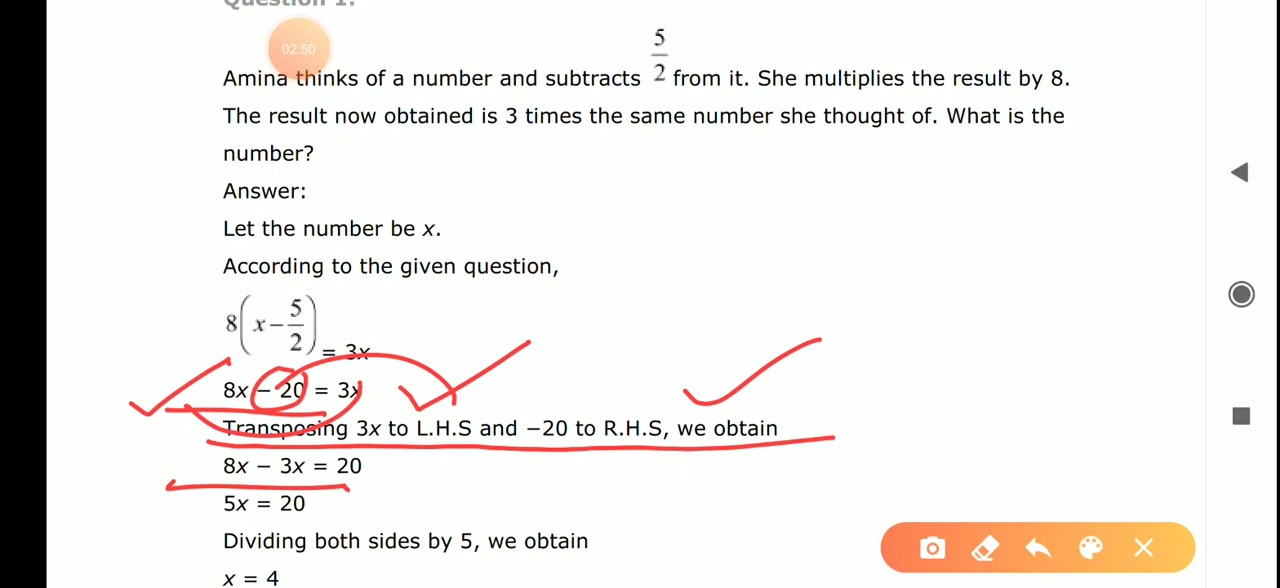 Question 1:
02:50
Amina thinks of a number and subtracts 5/2 from it. She multiplies the result by 8.
The result now obtained is 3 times the same number she thought of. What is the
number?
Answer:
Let the number be x.
According to the given question,
8(x − 5/2) = 3x
8x − 20 = 3x
Transposing 3x to L.H.S and −20 to R.H.S, we obtain
8x − 3x = 20
5x = 20
Dividing both sides by 5, we obtain
x = 4